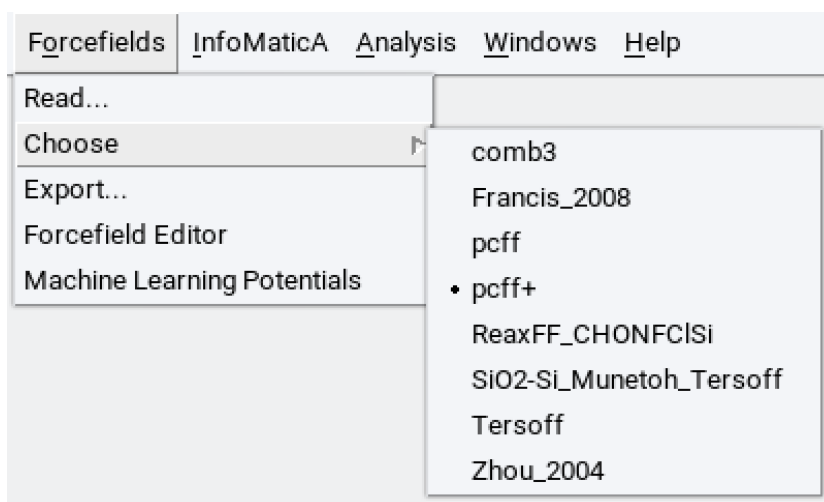 Forcefields InfoMaticA Analysis Windows Help
Read...
Choose
Export...
Forcefield Editor
Machine Learning Potentials
comb3
Francis_2008
pcff
• pcff+
ReaxFF_CHONFClSi
SiO2-Si_Munetoh_Tersoff
Tersoff
Zhou_2004